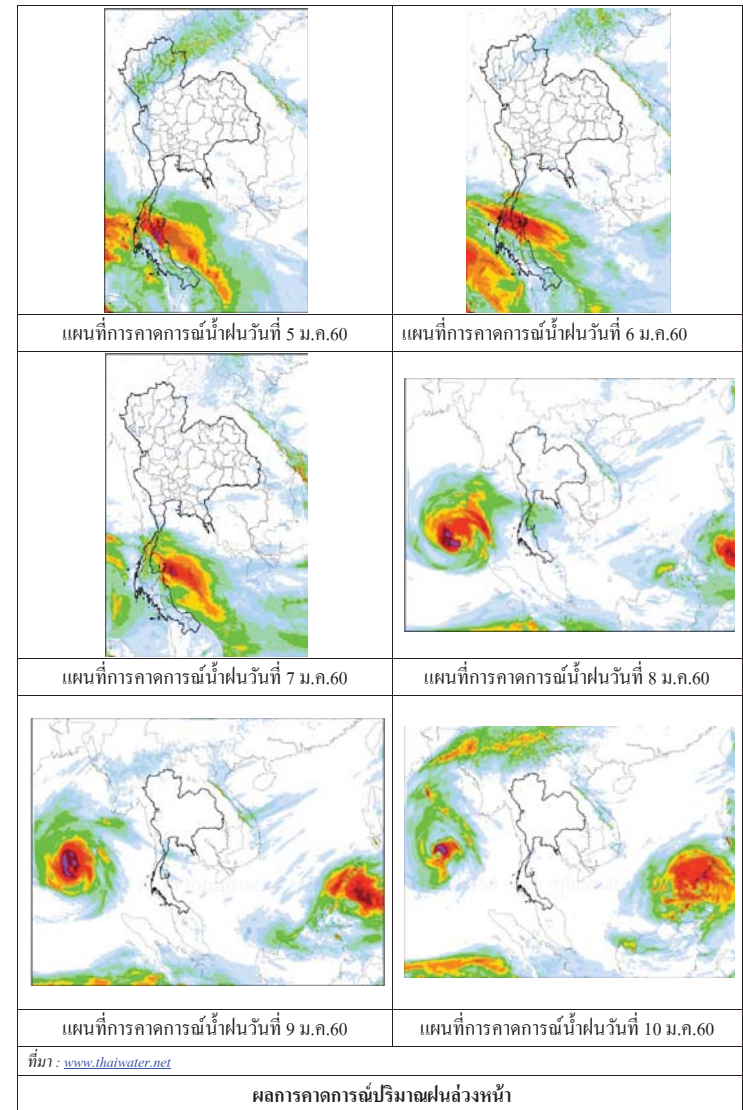 แผนที่การคาดการณ์น้ำฝนวันที่ 5 ม.ค.60
แผนที่การคาดการณ์น้ำฝนวันที่ 6 ม.ค.60
แผนที่การคาดการณ์น้ำฝนวันที่ 7 ม.ค.60
แผนที่การคาดการณ์น้ำฝนวันที่ 8 ม.ค.60
แผนที่การคาดการณ์น้ำฝนวันที่ 9 ม.ค.60
แผนที่การคาดการณ์น้ำฝนวันที่ 10 ม.ค.60
ที่มา : www.thaiwater.net
ผลการคาดการณ์ปริมาณฝนล่วงหน้า